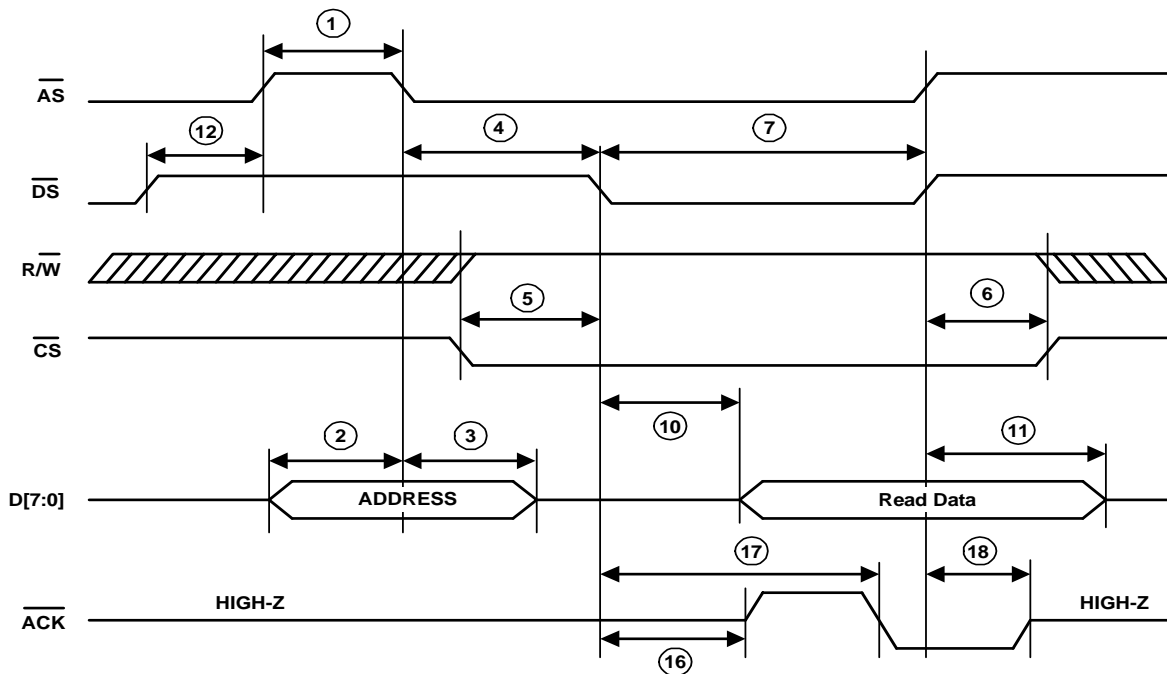 1
AS
12
4
7
DS
R/W
5
6
CS
10
2
3
11
D[7:0]
ADDRESS
Read Data
17
18
HIGH-Z
HIGH-Z
ACK
16